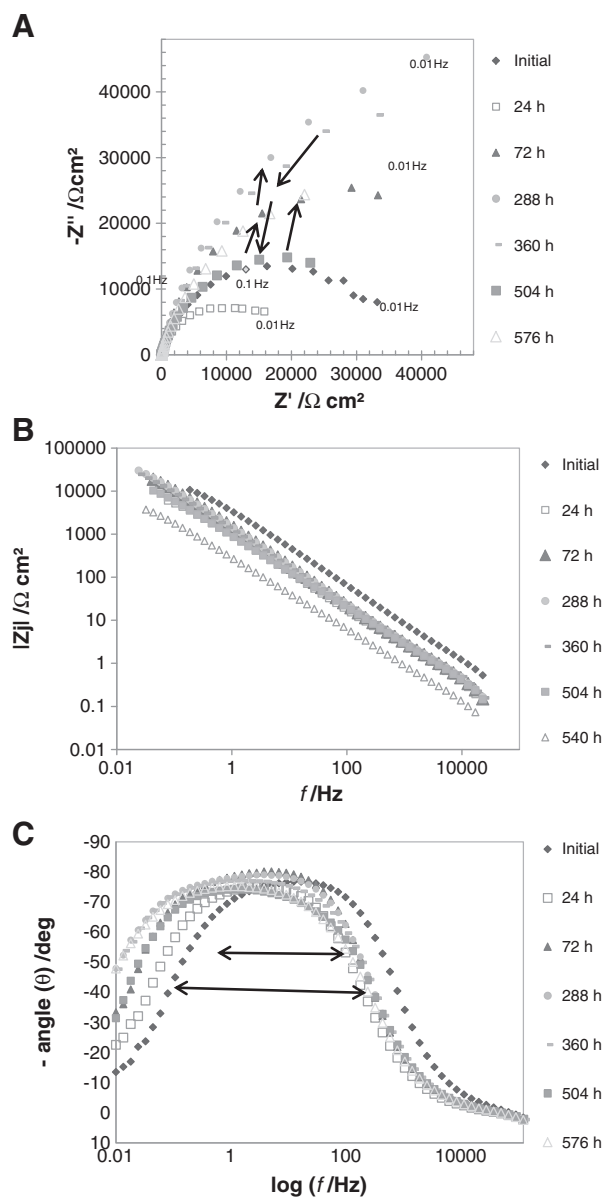 A
-Z" /Ωcm²
40000
30000
20000
10000
0
0 10000 20000 30000 40000
Z' /Ω cm²
0.01Hz
0.01Hz
0.1Hz
0.1Hz
0.01Hz
0.01Hz
Initial
24 h
72 h
288 h
360 h
504 h
576 h
B
|Zj| /Ω cm²
100000
10000
1000
100
10
1
0.1
0.01
0.01 1 100 10000
f /Hz
Initial
24 h
72 h
288 h
360 h
504 h
540 h
C
- angle (θ) /deg
-90
-80
-70
-60
-50
-40
-30
-20
-10
0
10
0.01 1 100 10000
log (f/Hz)
Initial
24 h
72 h
288 h
360 h
504 h
576 h